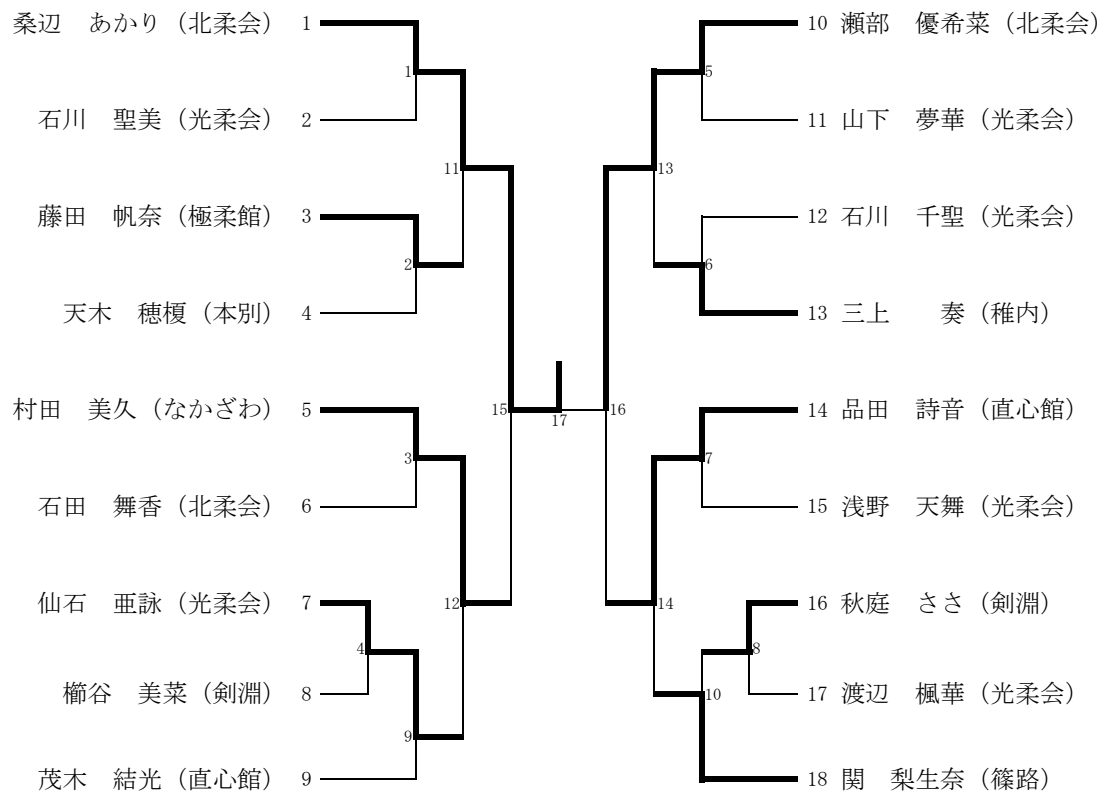 桑辺　あかり（北柔会） 1
石川　聖美（光柔会） 2
藤田　帆奈（極柔館） 3
天木　穂榎（本別） 4
村田　美久（なかざわ） 5
石田　舞香（北柔会） 6
仙石　亜詠（光柔会） 7
櫛谷　美菜（剣淵） 8
茂木　結光（直心館） 9
1
2
3
4
9
11
12
15
17
16
13
14
5
6
7
8
10
10 瀬部　優希菜（北柔会）
11 山下　夢華（光柔会）
12 石川　千聖（光柔会）
13 三上　　奏（稚内）
14 品田　詩音（直心館）
15 浅野　天舞（光柔会）
16 秋庭　ささ（剣淵）
17 渡辺　楓華（光柔会）
18 関　梨生奈（篠路）